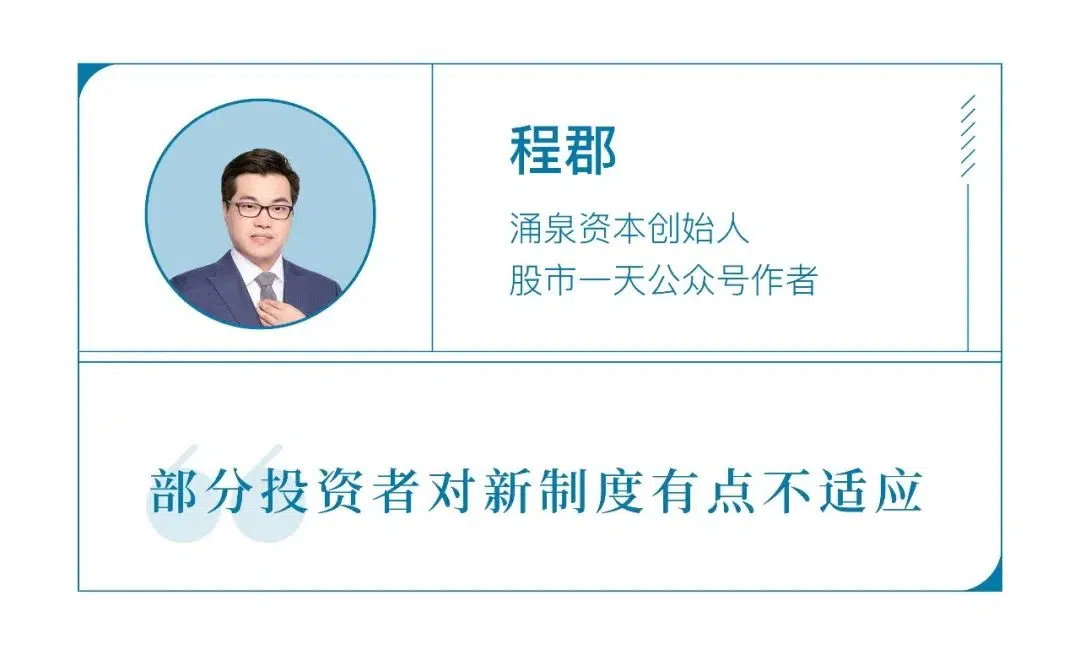 程郡
涌泉资本创始人
股市一天公众号作者
部分投资者对新制度有点不适应